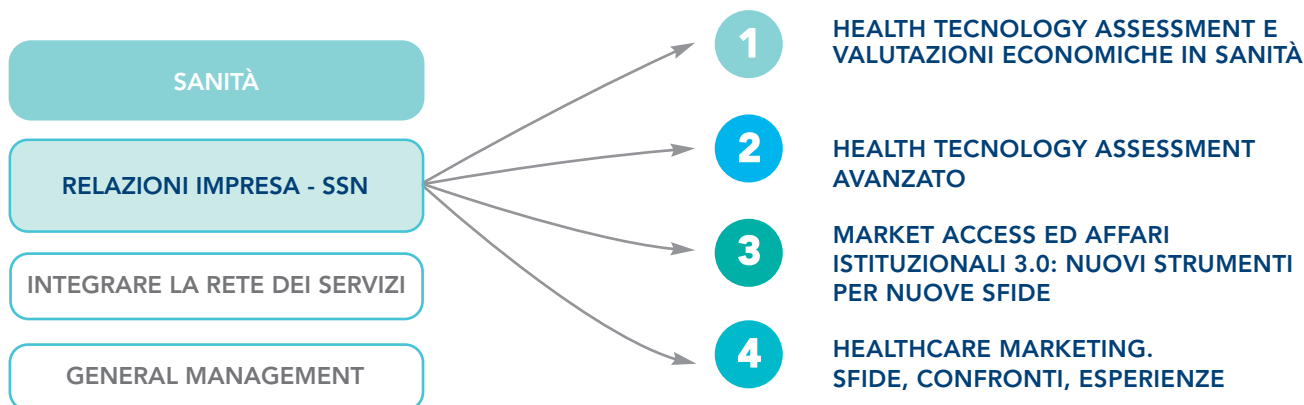 SANITÀ
RELAZIONI IMPRESA - SSN
INTEGRARE LA RETE DEI SERVIZI
GENERAL MANAGEMENT
1
HEALTH TECNOLOGY ASSESSMENT E
VALUTAZIONI ECONOMICHE IN SANITÀ
2
HEALTH TECNOLOGY ASSESSMENT
AVANZATO
3
MARKET ACCESS ED AFFARI
ISTITUZIONALI 3.0: NUOVI STRUMENTI
PER NUOVE SFIDE
4
HEALTHCARE MARKETING.
SFIDE, CONFRONTI, ESPERIENZE